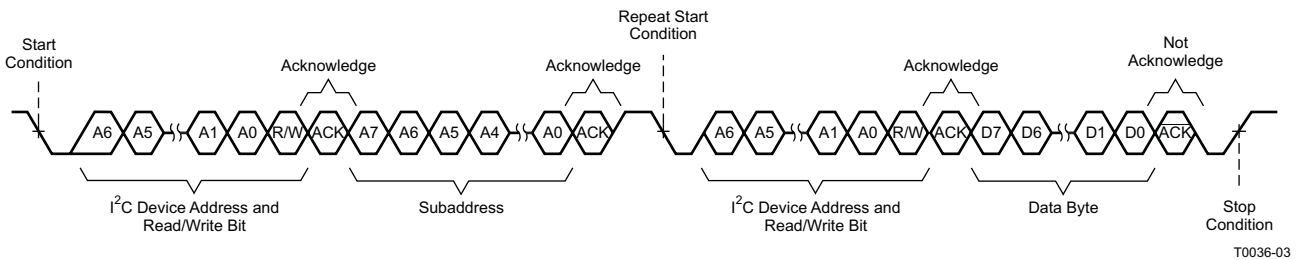 Start
Condition
Repeat Start
Condition
Not
Acknowledge
Acknowledge
Acknowledge
Acknowledge
A6 A5 A1 A0 R/W ACK A7 A6 A5 A4 A0 ACK A6 A5 A1 A0 R/W ACK D7 D6 D1 D0 ACK
I²C Device Address and
Read/Write Bit
Subaddress
I²C Device Address and
Read/Write Bit
Data Byte
Stop
Condition
T0036-03